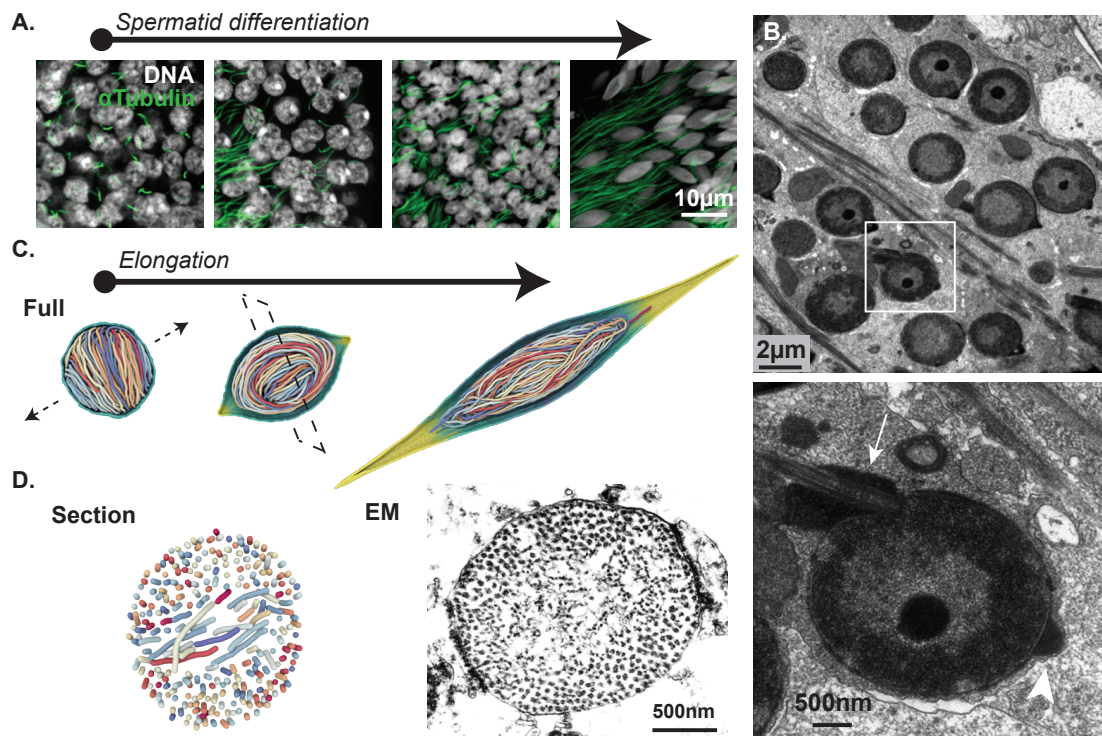 A.
Spermatid differentiation
DNA
αTubulin
10μm
B.
2μm
C.
Elongation
Full
D.
Section
EM
500nm
500nm